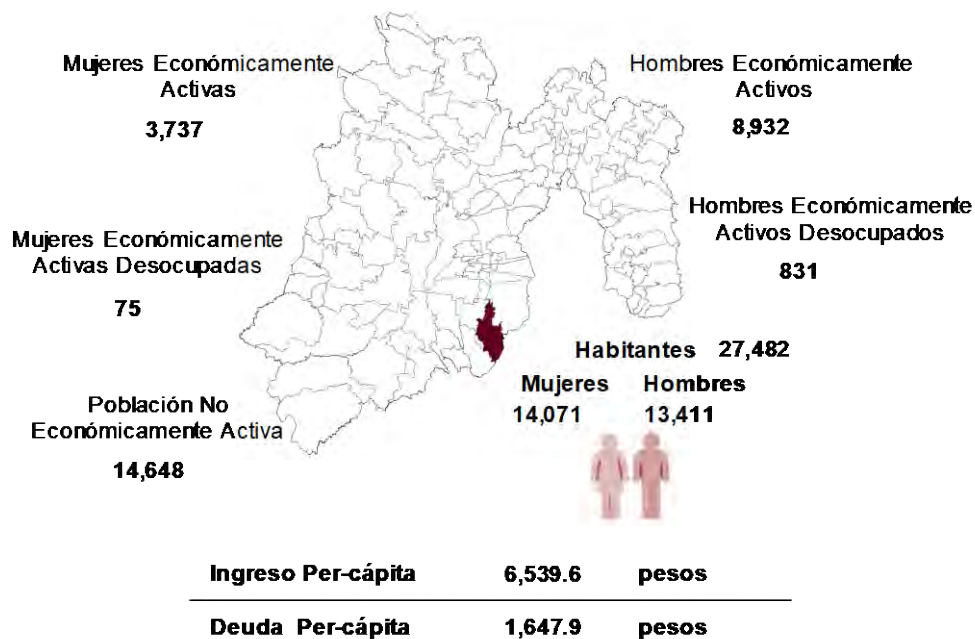 Mujeres Económicamente
Activas
3,737
Hombres Económicamente
Activos
8,932
Mujeres Económicamente
Activas Desocupadas
75
Hombres Económicamente
Activos Desocupados
831
Habitantes 27,482
Mujeres Hombres
14,071 13,411
Población No
Económicamente Activa
14,648
Ingreso Per-cápita 6,539.6 pesos
Deuda Per-cápita 1,647.9 pesos